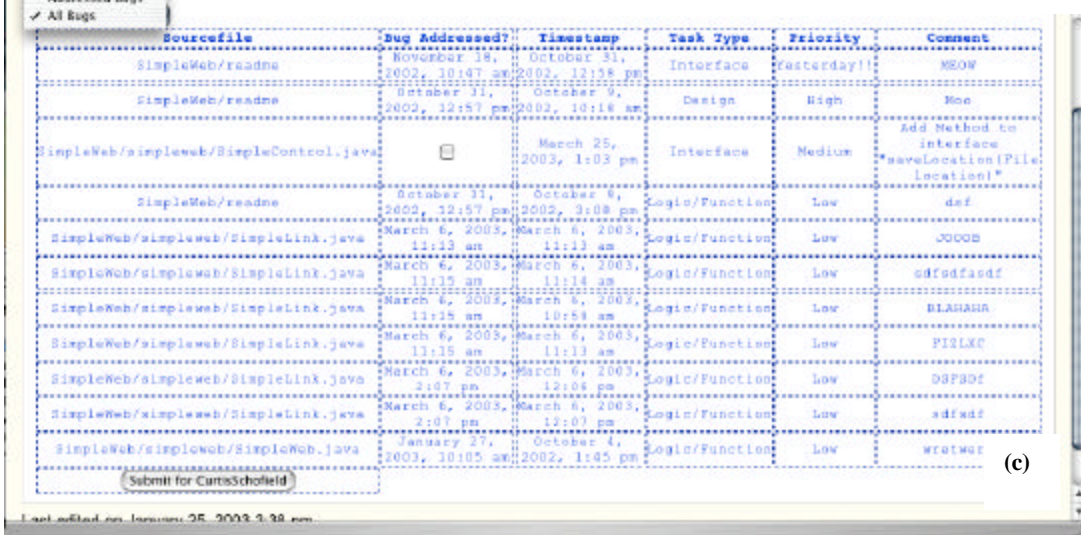 ✓ All Bugs
Sourcefile Bug Addressed? Timestamp Task Type Priority Comment
SimpleWeb/readme November 18, 2002, 10:47 am October 31, 2002, 12:58 pm Interface Yesterday!! MEOW
SimpleWeb/readme October 31, 2002, 12:57 pm October 9, 2002, 10:18 am Design High Moo
SimpleWeb/simpleweb/SimpleControl.java March 25, 2003, 1:03 pm Interface Medium Add Method to interface "saveLocation(File Location)"
SimpleWeb/readme October 31, 2002, 12:57 pm October 8, 2002, 3:08 pm Logic/Function Low dsf
SimpleWeb/simpleweb/SimpleLink.java March 6, 2003, 11:13 am March 6, 2003, 11:13 am Logic/Function Low
SimpleWeb/simpleweb/SimpleLink.java March 6, 2003, 11:15 am March 6, 2003, 11:14 am Logic/Function Low sdfsdfasdf
SimpleWeb/simpleweb/SimpleLink.java March 6, 2003, 11:15 am March 6, 2003, 10:58 am Logic/Function Low BLAHAHA
SimpleWeb/simpleweb/SimpleLink.java March 6, 2003, 11:15 am March 6, 2003, 11:13 am Logic/Function Low
SimpleWeb/simpleweb/SimpleLink.java March 6, 2003, 2:07 pm March 6, 2003, 12:06 pm Logic/Function Low
SimpleWeb/simpleweb/SimpleLink.java March 6, 2003, 2:07 pm March 6, 2003, 12:07 pm Logic/Function Low sdfsdf
SimpleWeb/simpleweb/SimpleWeb.java January 27, 2003, 10:05 am October 4, 2002, 1:45 pm Logic/Function Low wretwer
(c)
Submit for CurtisSchofield
Last edited on January 25, 2003 3:38 pm